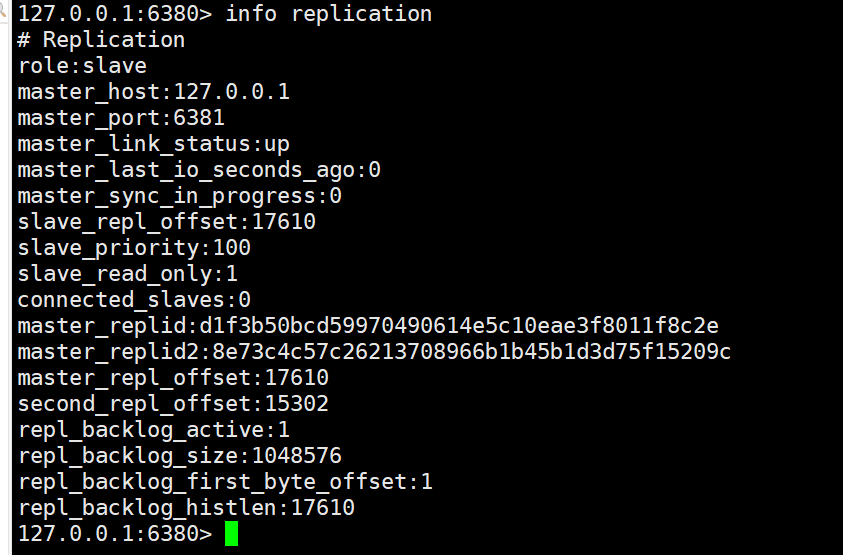 127.0.0.1:6380> info replication
# Replication
role:slave
master_host:127.0.0.1
master_port:6381
master_link_status:up
master_last_io_seconds_ago:0
master_sync_in_progress:0
slave_repl_offset:17610
slave_priority:100
slave_read_only:1
connected_slaves:0
master_replid:d1f3b50bcd59970490614e5c10eae3f8011f8c2e
master_replid2:8e73c4c57c26213708966b1b45b1d3d75f15209c
master_repl_offset:17610
second_repl_offset:15302
repl_backlog_active:1
repl_backlog_size:1048576
repl_backlog_first_byte_offset:1
repl_backlog_histlen:17610
127.0.0.1:6380>